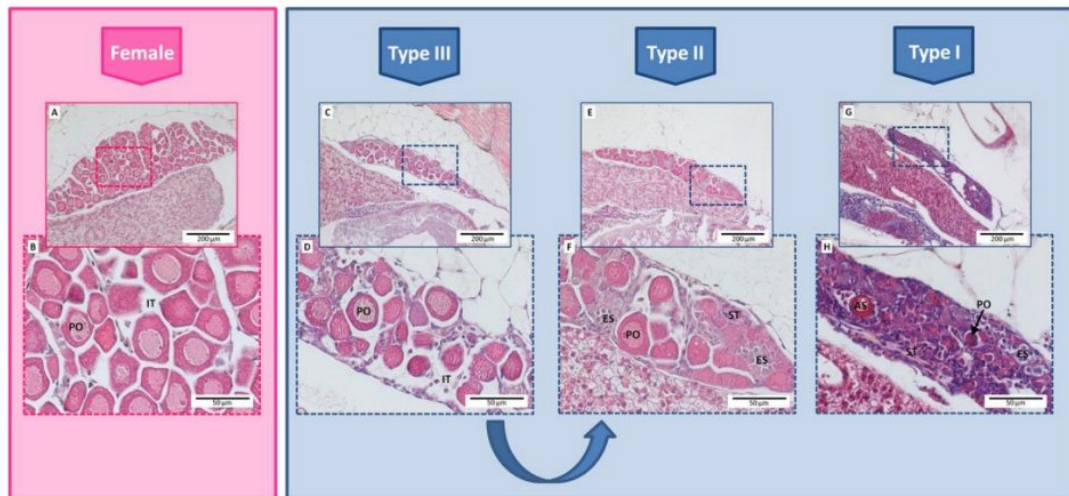 Female
Type III
Type II
Type I
A
200 µm
C
200 µm
E
200 µm
G
200 µm
B
IT
PO
50 µm
D
PO
IT
50 µm
F
ES
ST
PO
ES
50 µm
H
AS
PO
ST
ES
50 µm